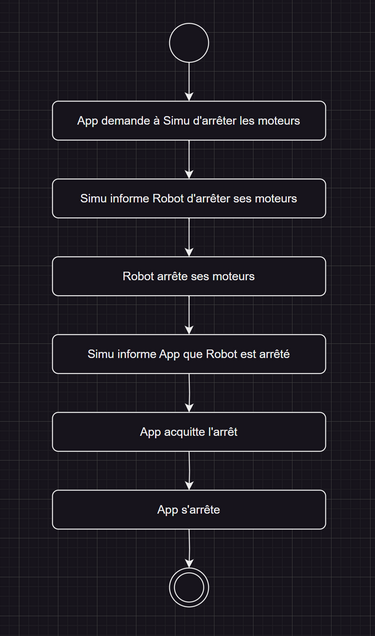 App demande à Simu d'arrêter les moteurs
Simu informe Robot d'arrêter ses moteurs
Robot arrête ses moteurs
Simu informe App que Robot est arrêté
App acquitte l'arrêt
App s'arrête